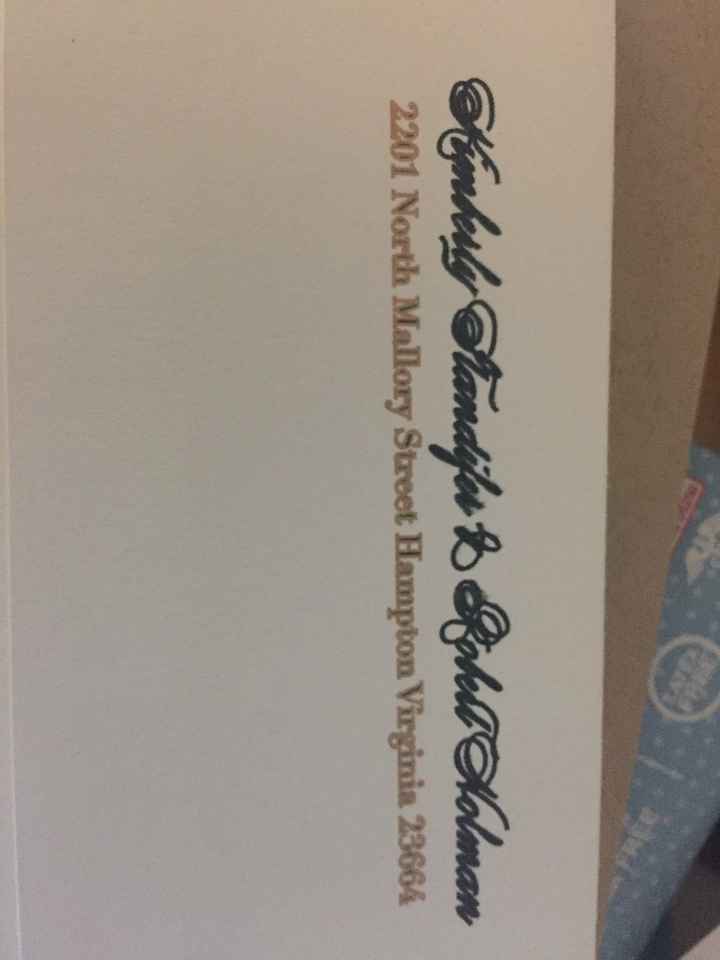 Kimberly Standifer & Robert Holman
2201 North Mallory Street Hampton Virginia 23664